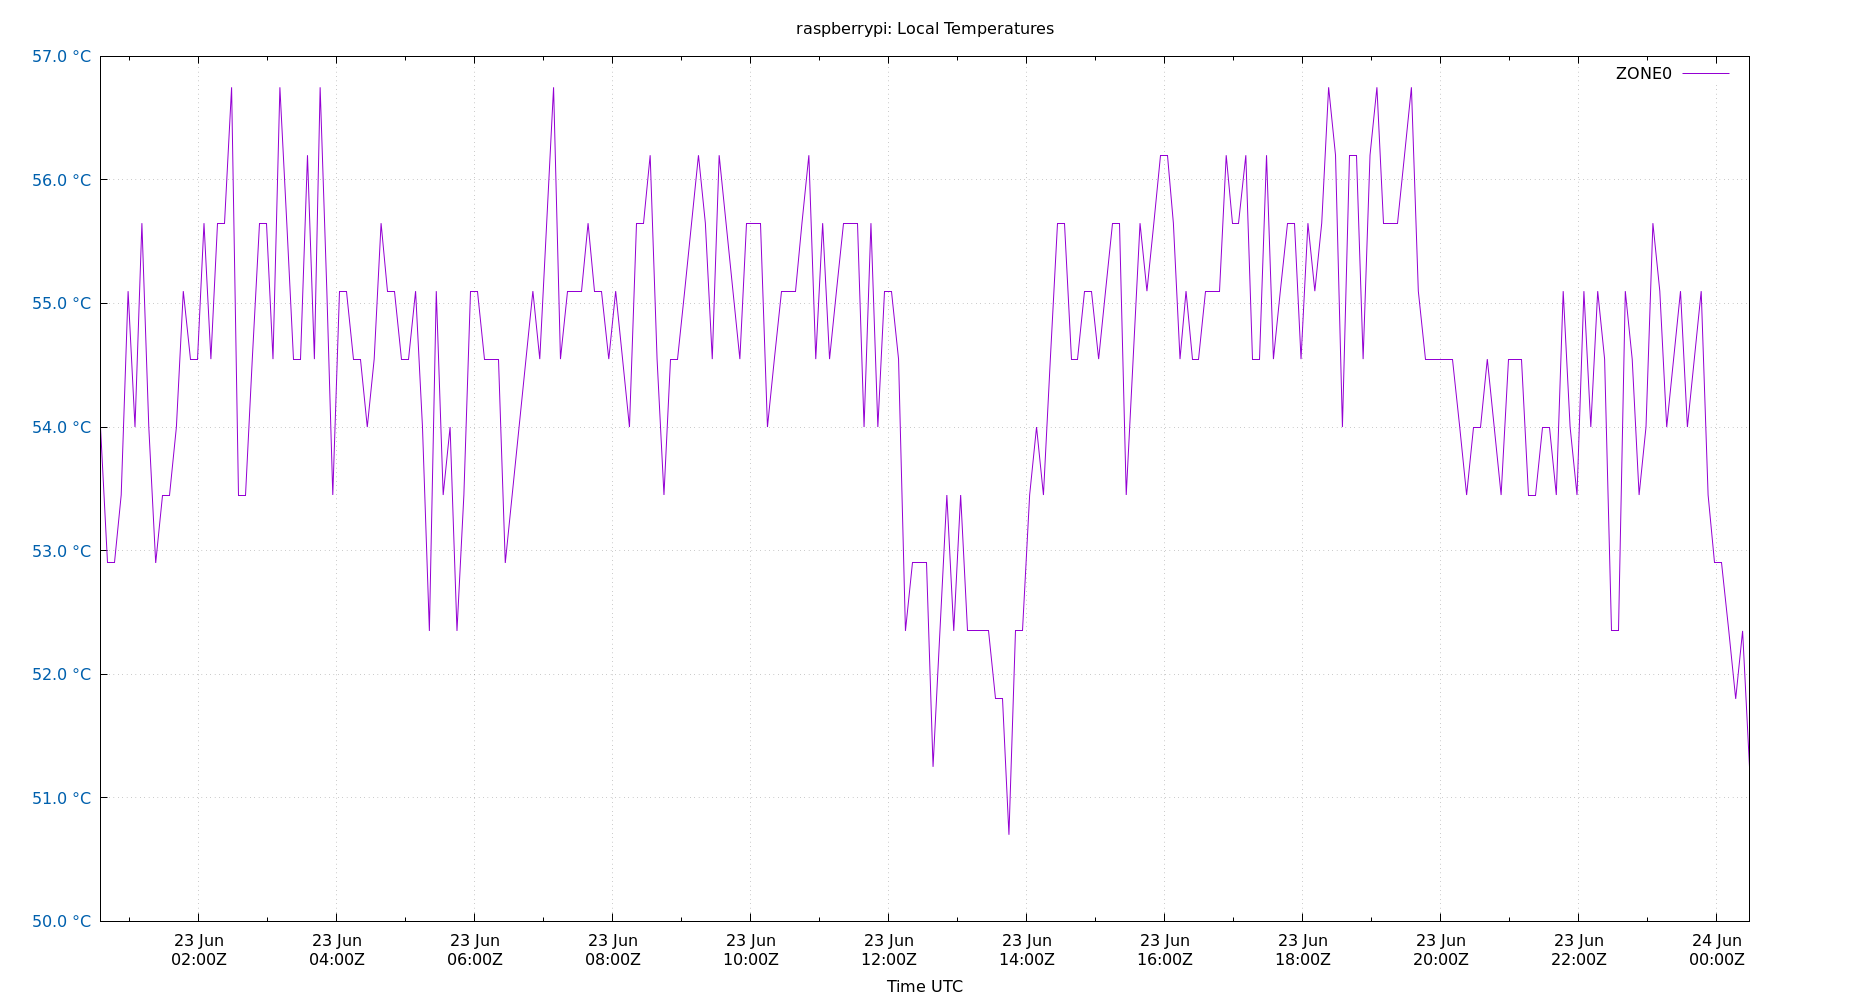 raspberrypi: Local Temperatures
57.0 °C
ZONE0
56.0 °C
55.0 °C
54.0 °C
53.0 °C
52.0 °C
51.0 °C
50.0 °C
23 Jun 23 Jun 23 Jun 23 Jun 23 Jun 23 Jun 23 Jun 23 Jun 23 Jun 23 Jun 23 Jun 24 Jun
02:00Z 04:00Z 06:00Z 08:00Z 10:00Z 12:00Z 14:00Z 16:00Z 18:00Z 20:00Z 22:00Z 00:00Z
Time UTC